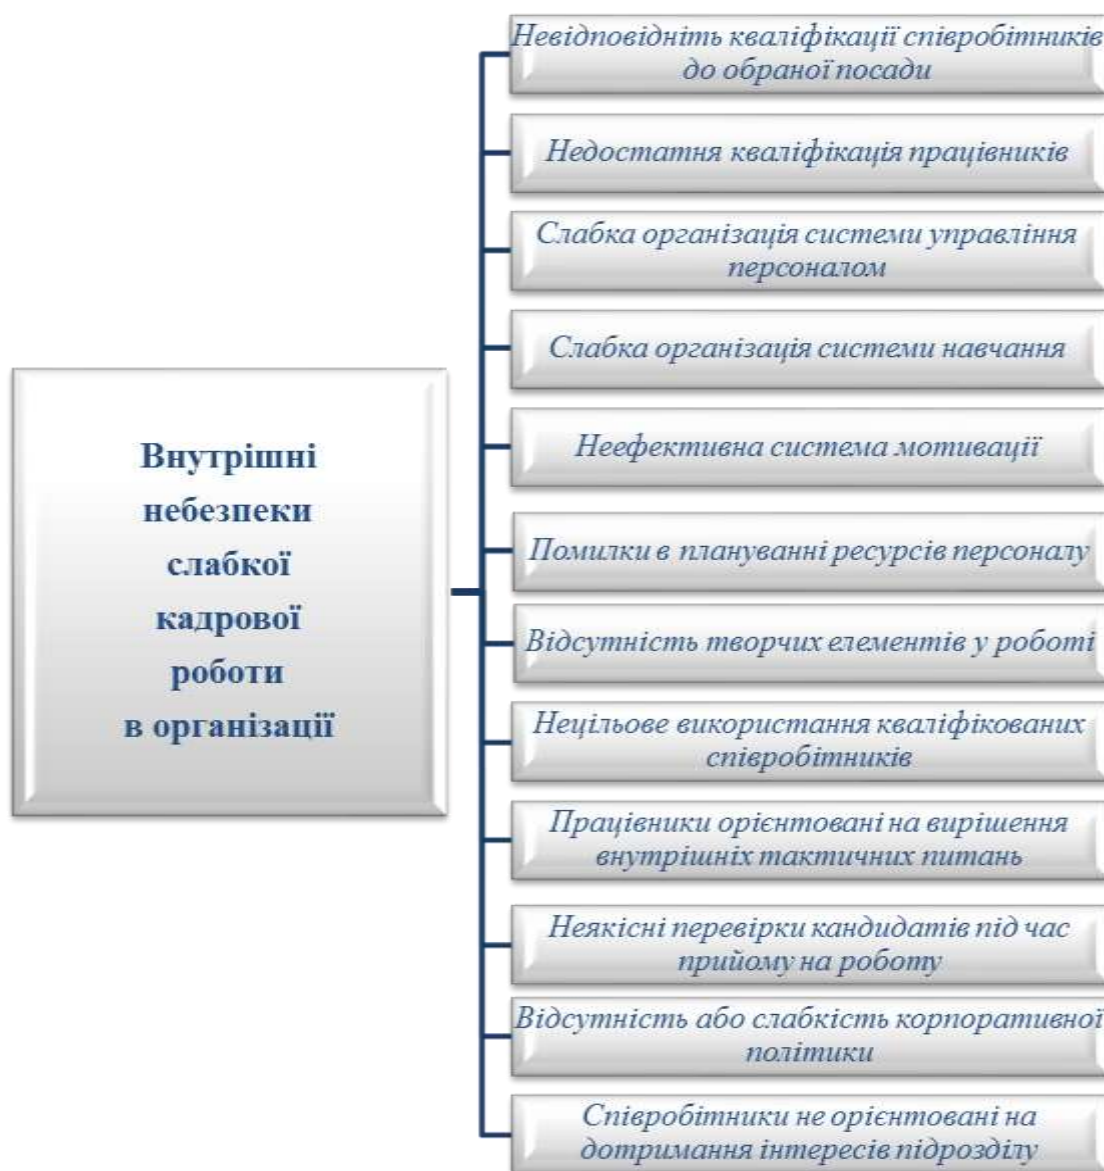 Внутрішні
небезпеки
слабкої
кадрової
роботи
в організації
Невідповідніть кваліфікації співробітників
до обраної посади
Недостатня кваліфікація працівників
Слабка організація системи управління
персоналом
Слабка організація системи навчання
Неефективна система мотивації
Помилки в плануванні ресурсів персоналу
Відсутність творчих елементів у роботі
Нецільове використання кваліфікованих
співробітників
Працівники орієнтовані на вирішення
внутрішніх тактичних питань
Неякісні перевірки кандидатів під час
прийому на роботу
Відсутність або слабкість корпоративної
політики
Співробітники не орієнтовані на
дотримання інтересів підрозділу